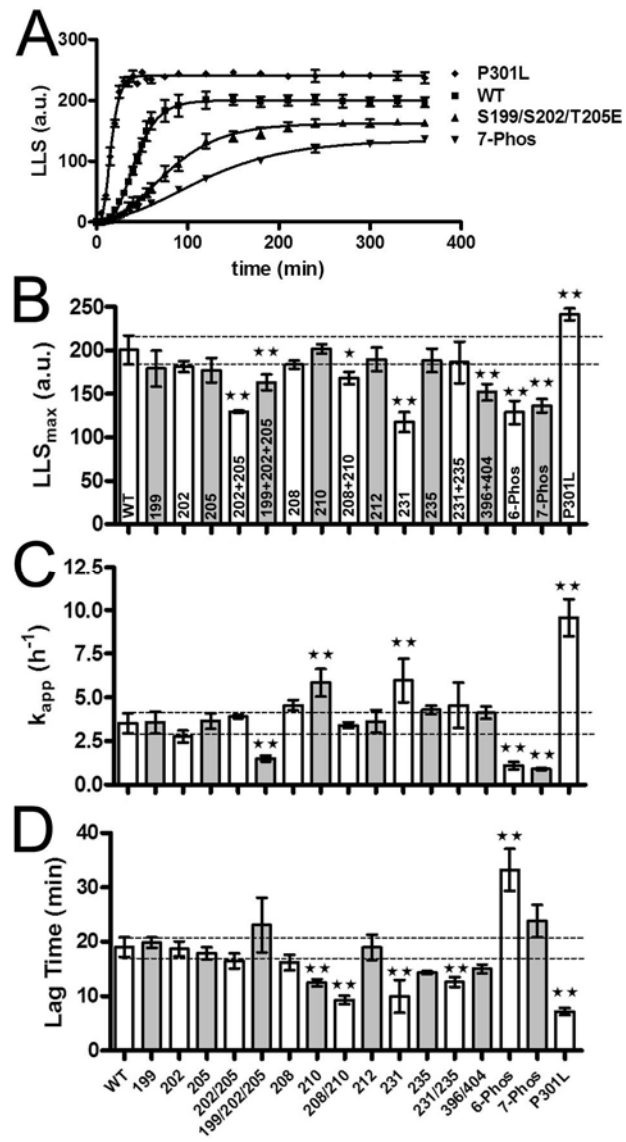 A
300
200
100
0
LLS (a.u.)
0 100 200 300 400
time (min)
P301L
WT
S199/S202/T205E
7-Phos
B
250
200
150
100
50
0
LLSmax (a.u.)
★★ ★★ ★ ★★ ★★ ★★ ★★ ★★
WT 199 202 205 202+205 199+202+205 208 210 208+210 212 231 235 231+235 396+404 6-Phos 7-Phos P301L
C
12.5
10.0
7.5
5.0
2.5
0.0
kapp (h-1)
★★ ★★ ★★ ★★ ★★ ★★
D
40
30
20
10
0
Lag Time (min)
★★ ★★ ★★ ★★ ★★ ★★
WT 199 202 205 202/205 199/202/205 208 210 208/210 212 231 235 231/235 396/404 6-Phos 7-Phos P301L